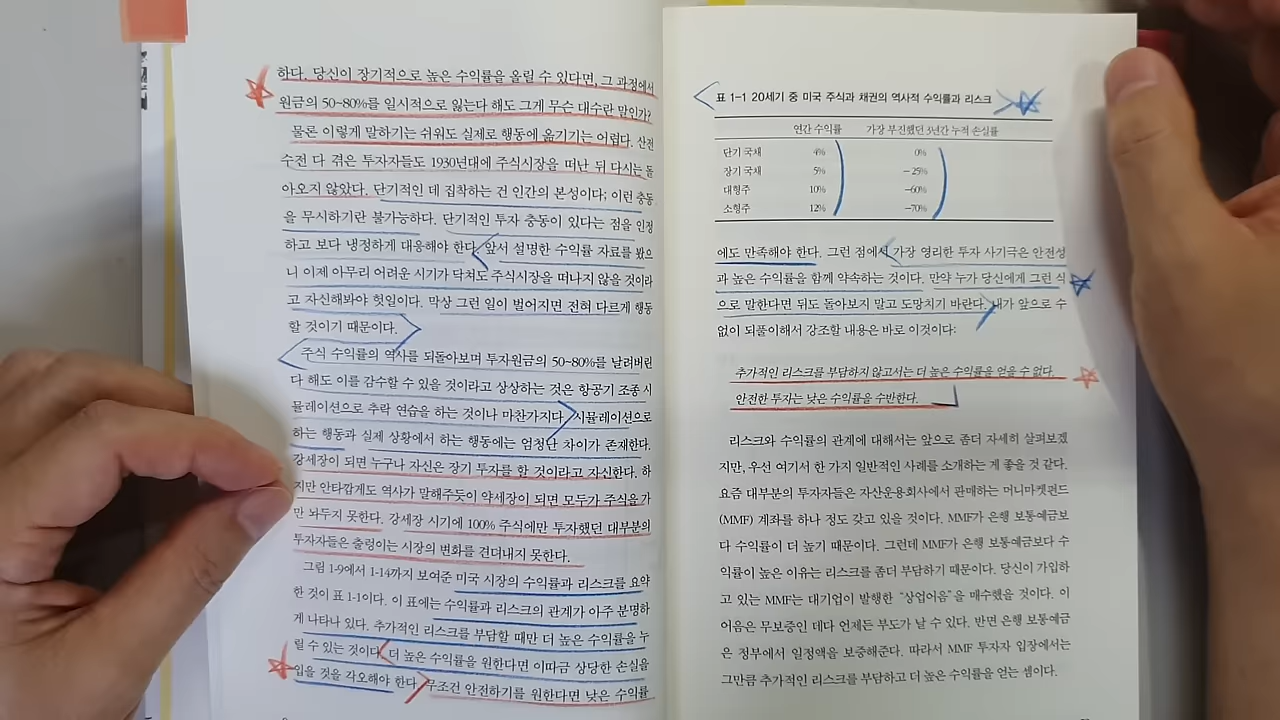 하다. 당신이 장기적으로 높은 수익률을 올릴 수 있다면, 그 과정에서
원금의 50~80%를 일시적으로 잃는다 해도 그게 무슨 대수란 말인가?
물론 이렇게 말하기는 쉬워도 실제로 행동에 옮기기는 어렵다. 산전
수전 다 겪은 투자자들도 1930년대에 주식시장을 떠난 뒤 다시는 돌
아오지 않았다. 단기적인 데 집착하는 건 인간의 본성이다; 이런 충동
을 무시하기란 불가능하다. 단기적인 투자 충동이 있다는 점을 인정
하고 보다 냉정하게 대응해야 한다. 앞서 설명한 수익률 자료를 봤으
니 이제 아무리 어려운 시기가 닥쳐도 주식시장을 떠나지 않을 것이라
고 자신해봐야 헛일이다. 막상 그런 일이 벌어지면 전혀 다르게 행동
할 것이기 때문이다.
주식 수익률의 역사를 되돌아보며 투자원금의 50~80%를 날려버린
다 해도 이를 감수할 수 있을 것이라고 상상하는 것은 항공기 조종 시
뮬레이션으로 추락 연습을 하는 것이나 마찬가지다. 시뮬레이션으로
하는 행동과 실제 상황에서 하는 행동에는 엄청난 차이가 존재한다.
강세장이 되면 누구나 자신은 장기 투자를 할 것이라고 자신한다. 하
지만 안타깝게도 역사가 말해주듯이 약세장이 되면 모두가 주식을 가
만 놔두지 못한다. 강세장 시기에 100% 주식에만 투자했던 대부분의
투자자들은 출렁이는 시장의 변화를 견뎌내지 못한다.
그림 1-9에서 1-14까지 보여준 미국 시장의 수익률과 리스크를 요약
한 것이 표 1-1이다. 이 표에는 수익률과 리스크의 관계가 아주 분명하
게 나타나 있다. 추가적인 리스크를 부담할 때만 더 높은 수익률을 누
릴 수 있는 것이다. 더 높은 수익률을 원한다면 이따금 상당한 손실을
입을 것을 각오해야 한다. 무조건 안전하기를 원한다면 낮은 수익률
표 1-1 20세기 중 미국 주식과 채권의 역사적 수익률과 리스크
연간 수익률 가장 부진했던 3년간 누적 손실률
단기 국채 4% 0%
장기 국채 5% -25%
대형주 10% -60%
소형주 12% -70%
에도 만족해야 한다. 그런 점에서 가장 영리한 투자 사기극은 안전성
과 높은 수익률을 함께 약속하는 것이다. 만약 누가 당신에게 그런 식
으로 말한다면 뒤도 돌아보지 말고 도망치기 바란다. 내가 앞으로 수
없이 되풀이해서 강조할 내용은 바로 이것이다:
추가적인 리스크를 부담하지 않고서는 더 높은 수익률을 얻을 수 없다.
안전한 투자는 낮은 수익률을 수반한다.
리스크와 수익률의 관계에 대해서는 앞으로 좀더 자세히 살펴보겠
지만, 우선 여기서 한 가지 일반적인 사례를 소개하는 게 좋을 것 같다.
요즘 대부분의 투자자들은 자산운용회사에서 판매하는 머니마켓펀드
(MMF) 계좌를 하나 정도 갖고 있을 것이다. MMF가 은행 보통예금보
다 수익률이 더 높기 때문이다. 그런데 MMF가 은행 보통예금보다 수
익률이 높은 이유는 리스크를 좀더 부담하기 때문이다. 당신이 가입하
고 있는 MMF는 대기업이 발행한 "상업어음"을 매수했을 것이다. 이
어음은 무보증인 데다 언제든 부도가 날 수 있다. 반면 은행 보통예금
은 정부에서 일정액을 보증해준다. 따라서 MMF 투자자 입장에서는
그만큼 추가적인 리스크를 부담하고 더 높은 수익률을 얻는 셈이다.